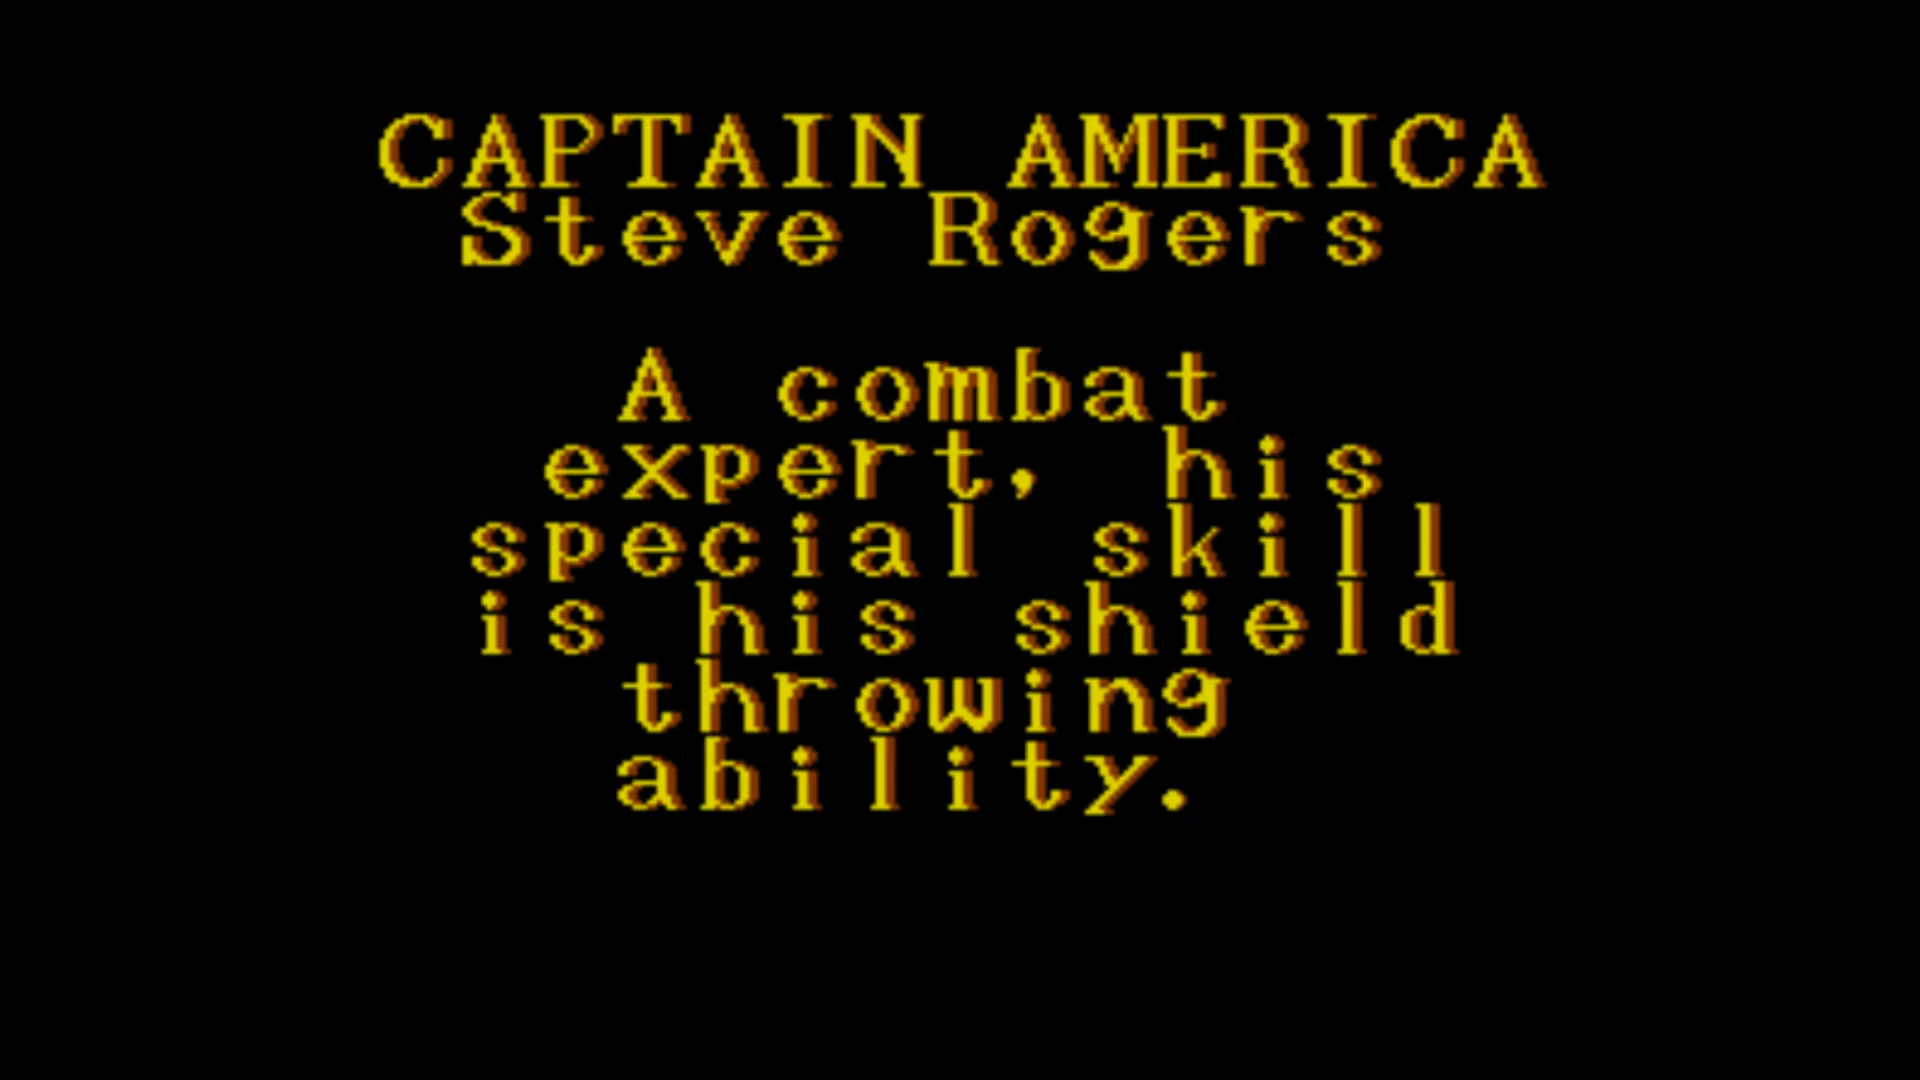 CAPTAIN AMERICA
Steve Rogers
A combat
expert, his
special skill
is his shield
throwing
ability.